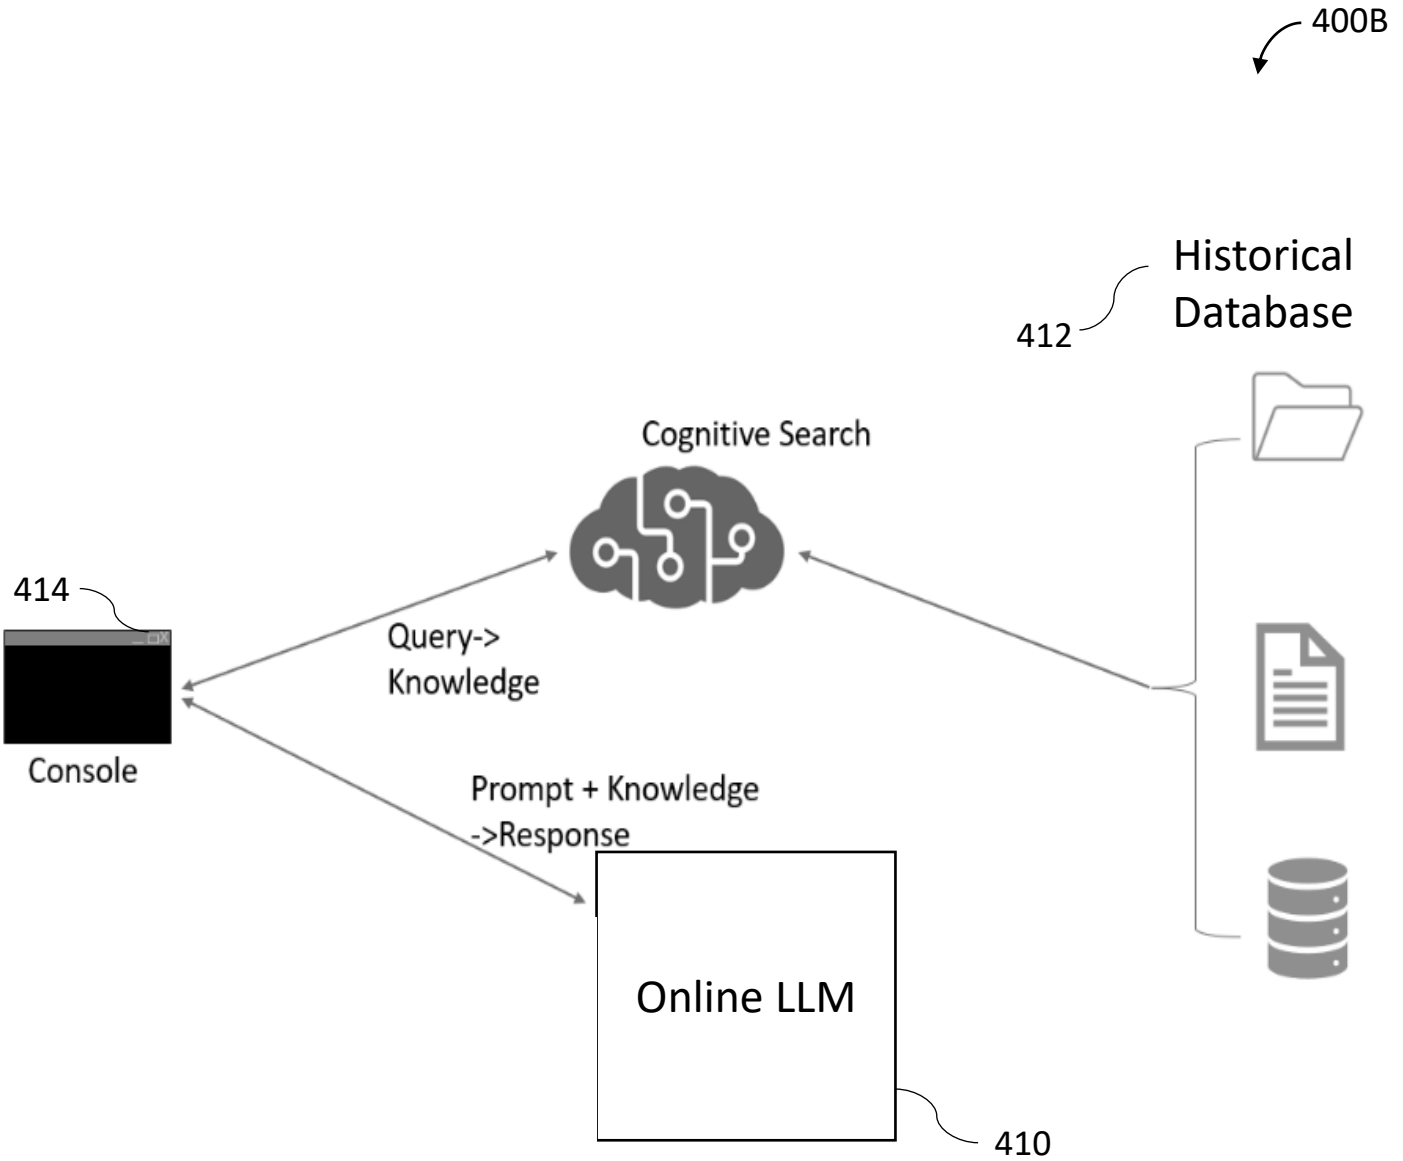 400B
Historical
Database
412
Cognitive Search
414
Query->
Knowledge
Console
Prompt + Knowledge
->Response
Online LLM
410